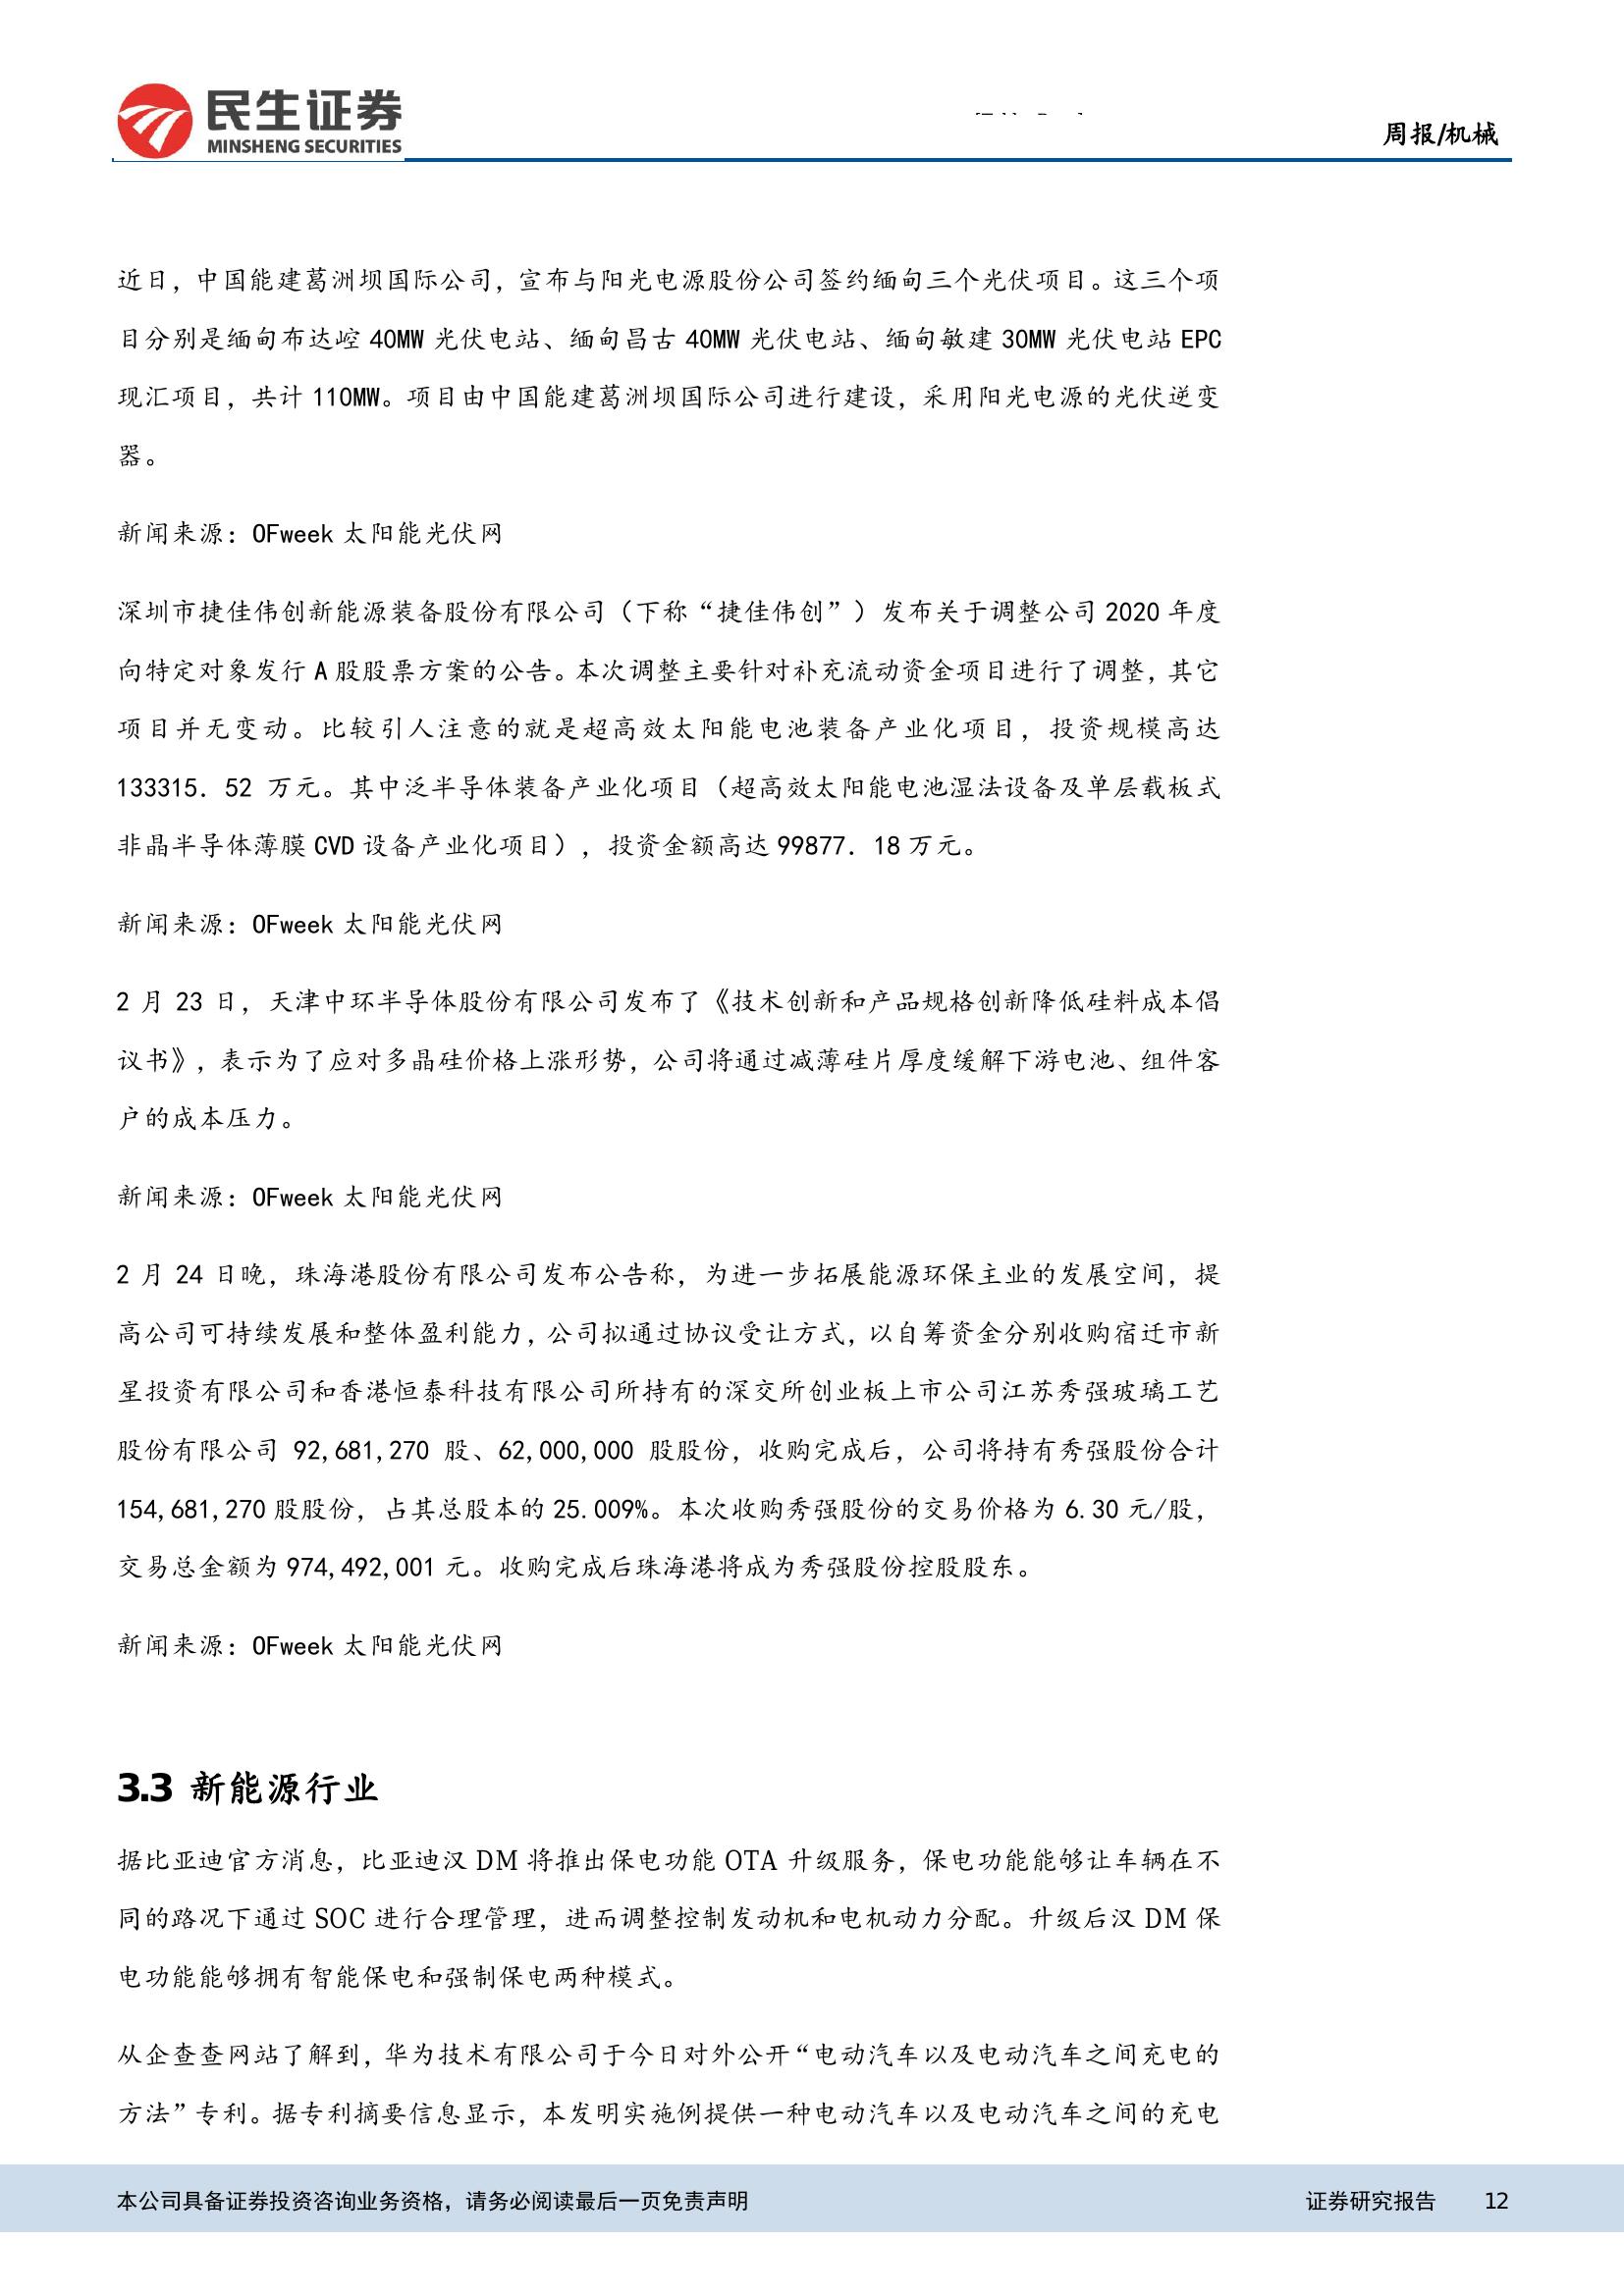 民生证券
MINSHENG SECURITIES
周报/机械
近日，中国能建葛洲坝国际公司，宣布与阳光电源股份公司签约缅甸三个光伏项目。这三个项
目分别是缅甸布达崆 40MW 光伏电站、缅甸昌古 40MW 光伏电站、缅甸敏建 30MW 光伏电站 EPC
现汇项目，共计 110MW。项目由中国能建葛洲坝国际公司进行建设，采用阳光电源的光伏逆变
器。
新闻来源：OFweek 太阳能光伏网
深圳市捷佳伟创新能源装备股份有限公司（下称“捷佳伟创”）发布关于调整公司 2020 年度
向特定对象发行 A 股股票方案的公告。本次调整主要针对补充流动资金项目进行了调整，其它
项目并无变动。比较引人注意的就是超高效太阳能电池装备产业化项目，投资规模高达
133315．52 万元。其中泛半导体装备产业化项目（超高效太阳能电池湿法设备及单层载板式
非晶半导体薄膜 CVD 设备产业化项目），投资金额高达 99877．18 万元。
新闻来源：OFweek 太阳能光伏网
2 月 23 日，天津中环半导体股份有限公司发布了《技术创新和产品规格创新降低硅料成本倡
议书》，表示为了应对多晶硅价格上涨形势，公司将通过减薄硅片厚度缓解下游电池、组件客
户的成本压力。
新闻来源：OFweek 太阳能光伏网
2 月 24 日晚，珠海港股份有限公司发布公告称，为进一步拓展能源环保主业的发展空间，提
高公司可持续发展和整体盈利能力，公司拟通过协议受让方式，以自筹资金分别收购宿迁市新
星投资有限公司和香港恒泰科技有限公司所持有的深交所创业板上市公司江苏秀强玻璃工艺
股份有限公司 92,681,270 股、62,000,000 股股份，收购完成后，公司将持有秀强股份合计
154,681,270 股股份，占其总股本的 25.009%。本次收购秀强股份的交易价格为 6.30 元/股，
交易总金额为 974,492,001 元。收购完成后珠海港将成为秀强股份控股股东。
新闻来源：OFweek 太阳能光伏网
3.3 新能源行业
据比亚迪官方消息，比亚迪汉 DM 将推出保电功能 OTA 升级服务，保电功能能够让车辆在不
同的路况下通过 SOC 进行合理管理，进而调整控制发动机和电机动力分配。升级后汉 DM 保
电功能能够拥有智能保电和强制保电两种模式。
从企查查网站了解到，华为技术有限公司于今日对外公开“电动汽车以及电动汽车之间充电的
方法”专利。据专利摘要信息显示，本发明实施例提供一种电动汽车以及电动汽车之间的充电
本公司具备证券投资咨询业务资格，请务必阅读最后一页免责声明
证券研究报告 12